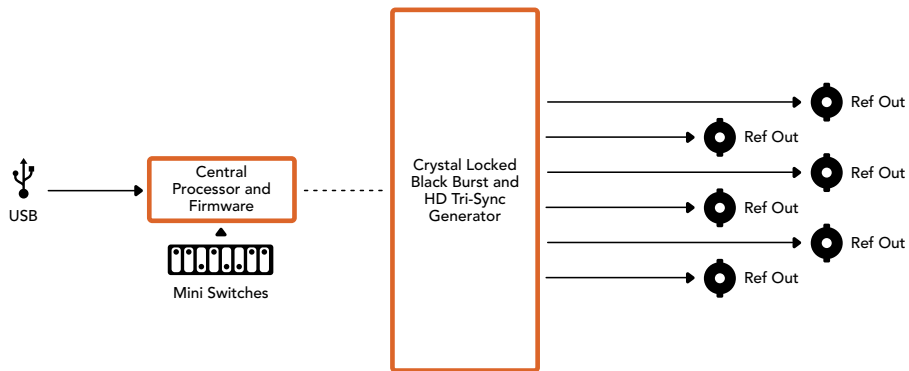 USB
Central
Processor and
Firmware
Mini Switches
Crystal Locked
Black Burst and
HD Tri-Sync
Generator
Ref Out
Ref Out
Ref Out
Ref Out
Ref Out
Ref Out